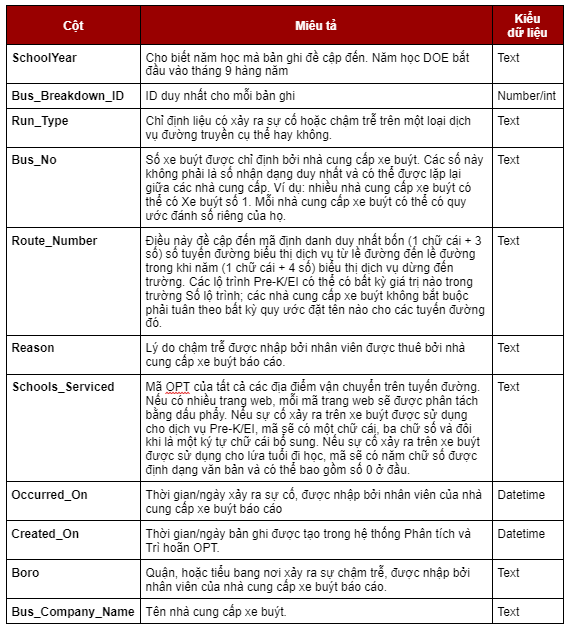 Cột Miêu tả Kiểu
dữ liệu
SchoolYear Cho biết năm học mà bản ghi đề cập đến. Năm học DOE bắt Text
đầu vào tháng 9 hàng năm
Bus_Breakdown_ID ID duy nhất cho mỗi bản ghi Number/int
Run_Type Chỉ định liệu có xảy ra sự cố hoặc chậm trễ trên một loại dịch Text
vụ đường truyền cụ thể hay không.
Bus_No Số xe buýt được chỉ định bởi nhà cung cấp xe buýt. Các số này Text
không phải là số nhận dạng duy nhất và có thể được lặp lại
giữa các nhà cung cấp. Ví dụ: nhiều nhà cung cấp xe buýt có
thể có Xe buýt số 1. Mỗi nhà cung cấp xe buýt có thể có quy
ước đánh số riêng của họ.
Route_Number Điều này đề cập đến mã định danh duy nhất bốn (1 chữ cái + 3 Text
số) số tuyến đường biểu thị dịch vụ từ lề đường đến lề đường
trong khi năm (1 chữ cái + 4 số) biểu thị dịch vụ dừng đến
trường. Các lộ trình Pre-K/EI có thể có bất kỳ giá trị nào trong
trường Số lộ trình; các nhà cung cấp xe buýt không bắt buộc
phải tuân theo bất kỳ quy ước đặt tên nào cho các tuyến đường
đó.
Reason Lý do chậm trễ được nhập bởi nhân viên được thuê bởi nhà Text
cung cấp xe buýt báo cáo.
Schools_Serviced Mã OPT của tất cả các địa điểm vận chuyển trên tuyến đường. Text
Nếu có nhiều trang web, mỗi mã trang web sẽ được phân tách
bằng dấu phẩy. Nếu sự cố xảy ra trên xe buýt được sử dụng
cho dịch vụ Pre-K/EI, mã sẽ có một chữ cái, ba chữ số và đôi
khi là một ký tự chữ cái bổ sung. Nếu sự cố xảy ra trên xe buýt
được sử dụng cho lứa tuổi đi học, mã sẽ có năm chữ số được
định dạng văn bản và có thể bao gồm số 0 ở đầu.
Occurred_On Thời gian/ngày xảy ra sự cố, được nhập bởi nhân viên của nhà Datetime
cung cấp xe buýt báo cáo
Created_On Thời gian/ngày bản ghi được tạo trong hệ thống Phân tích và Datetime
Trì hoãn OPT.
Boro Quận, hoặc tiểu bang nơi xảy ra sự chậm trễ, được nhập bởi Text
nhân viên của nhà cung cấp xe buýt báo cáo.
Bus_Company_Name Tên nhà cung cấp xe buýt. Text